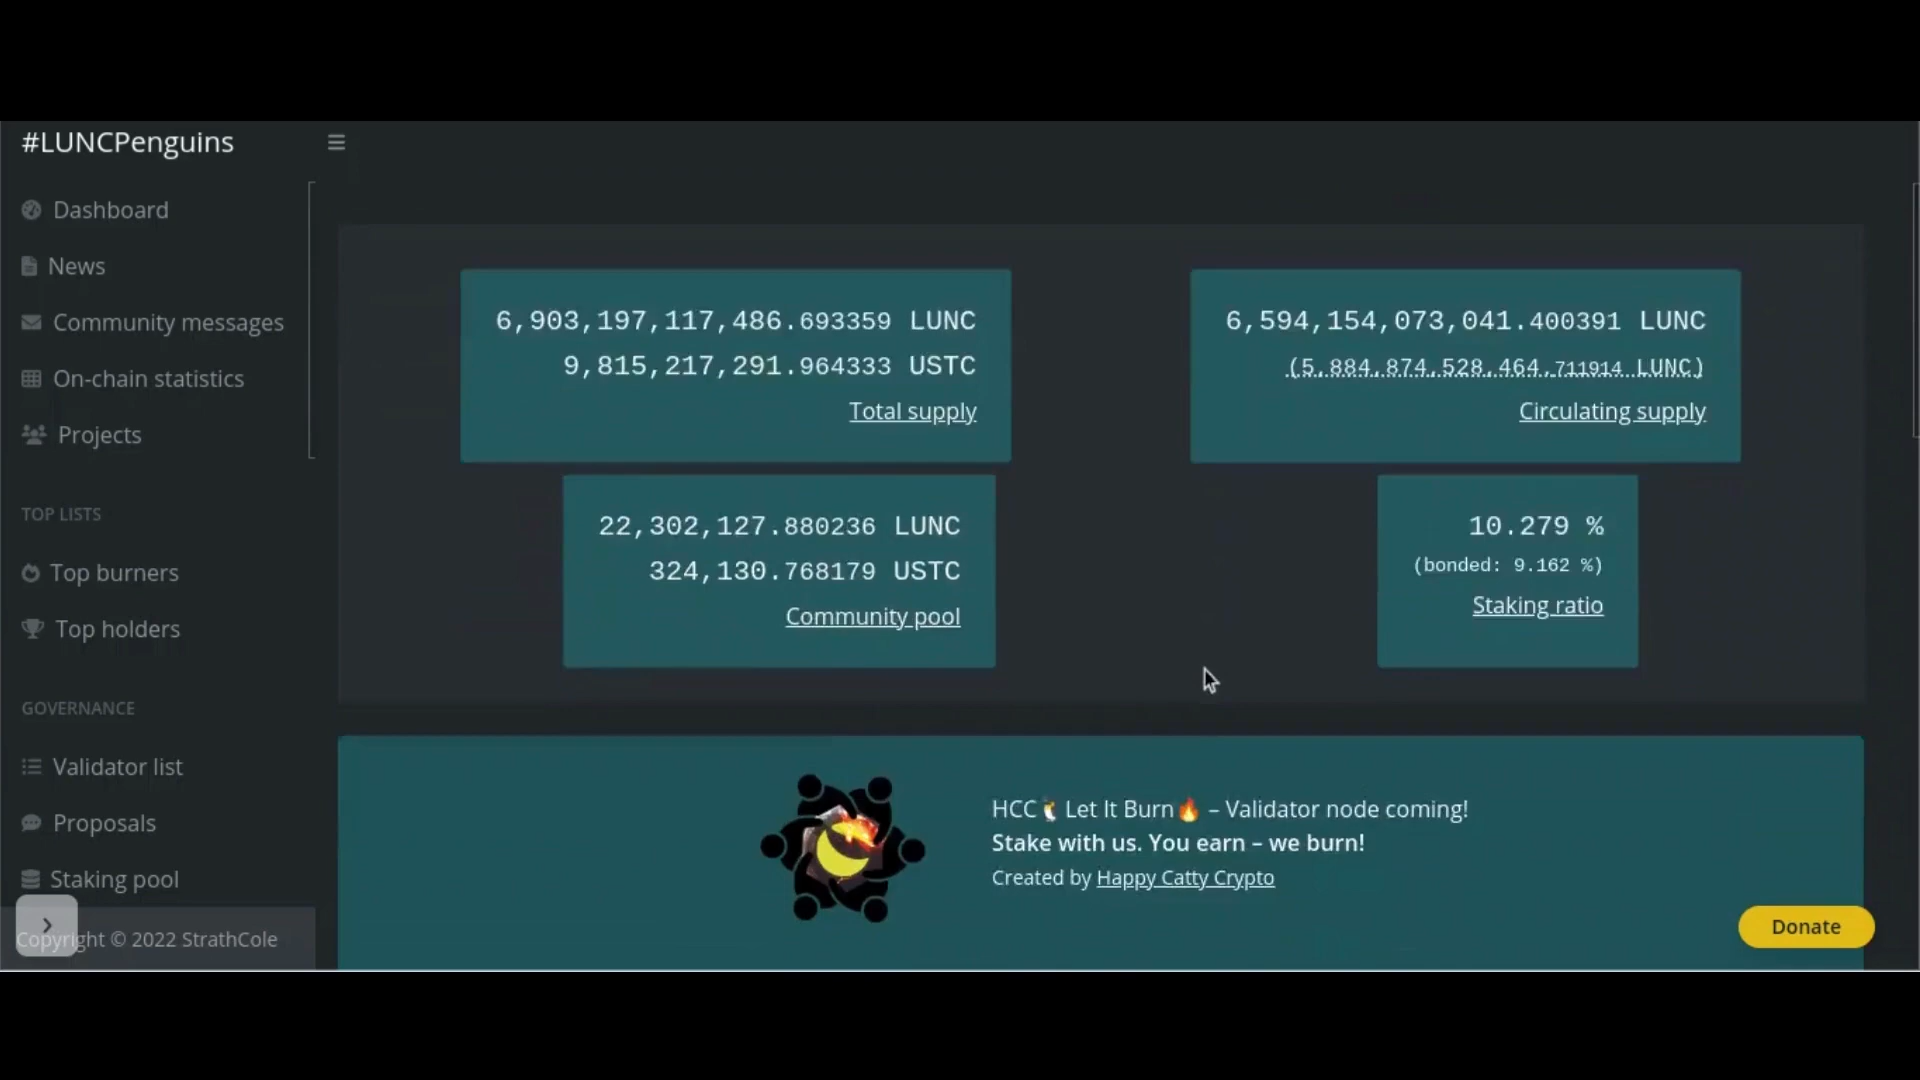 #LUNCPenguins
Dashboard
News
Community messages
On-chain statistics
Projects
TOP LISTS
Top burners
Top holders
GOVERNANCE
Validator list
Proposals
Staking pool
Copyright © 2022 StrathCole
6,903,197,117,486.693359 LUNC
9,815,217,291.964333 USTC
Total supply
6,594,154,073,041.400391 LUNC
(5,884,874,528,464.711914 LUNC)
Circulating supply
22,302,127.880236 LUNC
324,130.768179 USTC
Community pool
10.279 %
(bonded: 9.162 %)
Staking ratio
HCC🐧Let It Burn🔥 – Validator node coming!
Stake with us. You earn – we burn!
Created by Happy Catty Crypto
Donate